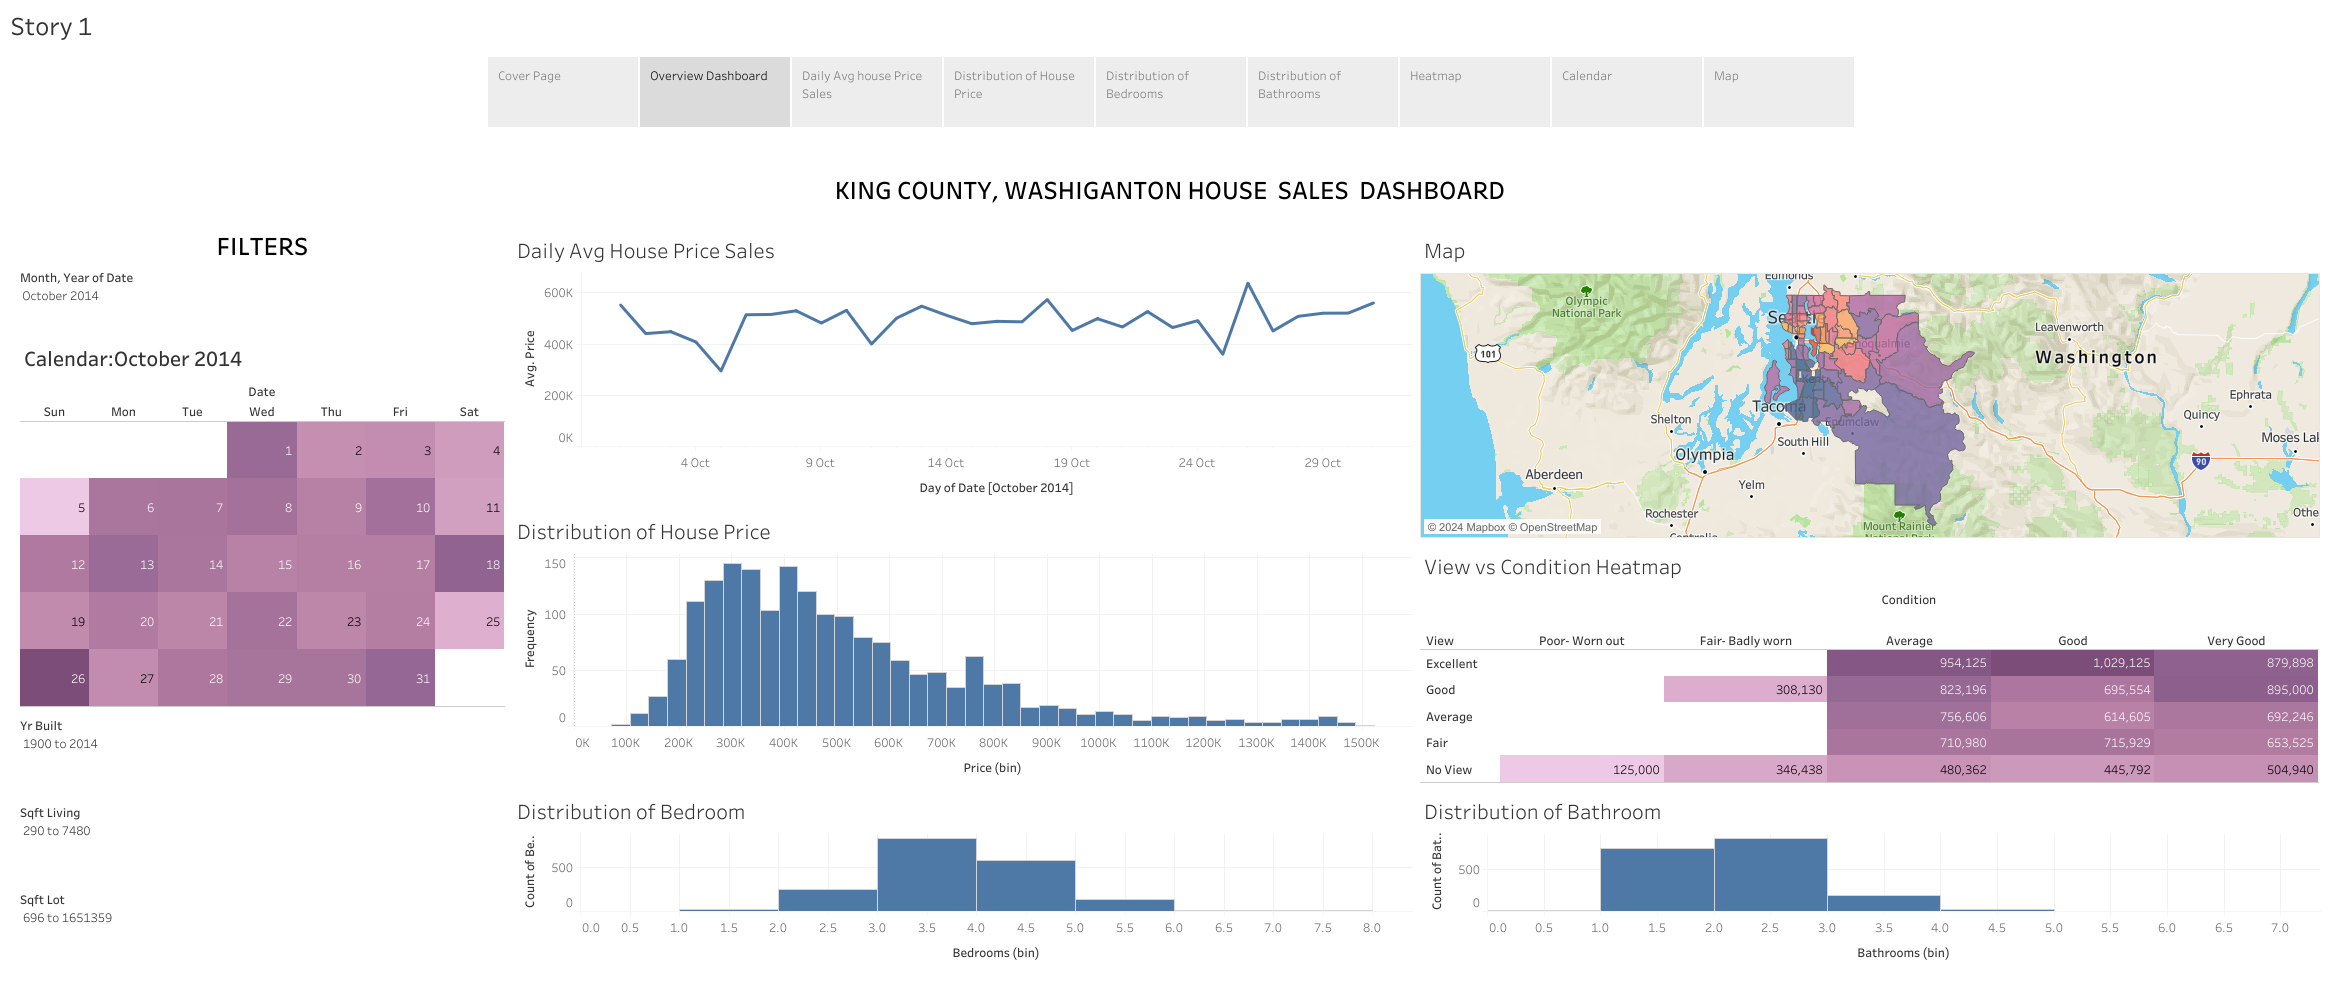 Story 1
Cover Page
Overview Dashboard
Daily Avg house Price
Sales
Distribution of House
Price
Distribution of
Bedrooms
Distribution of
Bathrooms
Heatmap
Calendar
Map
KING COUNTY, WASHIGANTON HOUSE SALES DASHBOARD
FILTERS
Month, Year of Date
October 2014
Calendar:October 2014
Date
Sun Mon Tue Wed Thu Fri Sat
1 2 3 4
5 6 7 8 9 10 11
12 13 14 15 16 17 18
19 20 21 22 23 24 25
26 27 28 29 30 31
Yr Built
1900 to 2014
Sqft Living
290 to 7480
Sqft Lot
696 to 1651359
Daily Avg House Price Sales
Avg. Price
600K
400K
200K
0K
4 Oct 9 Oct 14 Oct 19 Oct 24 Oct 29 Oct
Day of Date [October 2014]
Distribution of House Price
Frequency
150
100
50
0
0K 100K 200K 300K 400K 500K 600K 700K 800K 900K 1000K 1100K 1200K 1300K 1400K 1500K
Price (bin)
Distribution of Bedroom
Count of Be..
500
0
0.0 0.5 1.0 1.5 2.0 2.5 3.0 3.5 4.0 4.5 5.0 5.5 6.0 6.5 7.0 7.5 8.0
Bedrooms (bin)
Map
Edmonds
Olympic
National Park
101
Leavenworth
Washington
Ephrata
Quincy
Moses Lak
90
Shelton
Tacoma
Enumclaw
South Hill
Olympia
Aberdeen
Yelm
Rochester
Mount Rainier
National Park
Othe
Centralia
© 2024 Mapbox © OpenStreetMap
View vs Condition Heatmap
Condition
View Poor- Worn out Fair- Badly worn Average Good Very Good
Excellent 954,125 1,029,125 879,898
Good 308,130 823,196 695,554 895,000
Average 756,606 614,605 692,246
Fair 710,980 715,929 653,525
No View 125,000 346,438 480,362 445,792 504,940
Distribution of Bathroom
Count of Bat..
500
0
0.0 0.5 1.0 1.5 2.0 2.5 3.0 3.5 4.0 4.5 5.0 5.5 6.0 6.5 7.0
Bathrooms (bin)